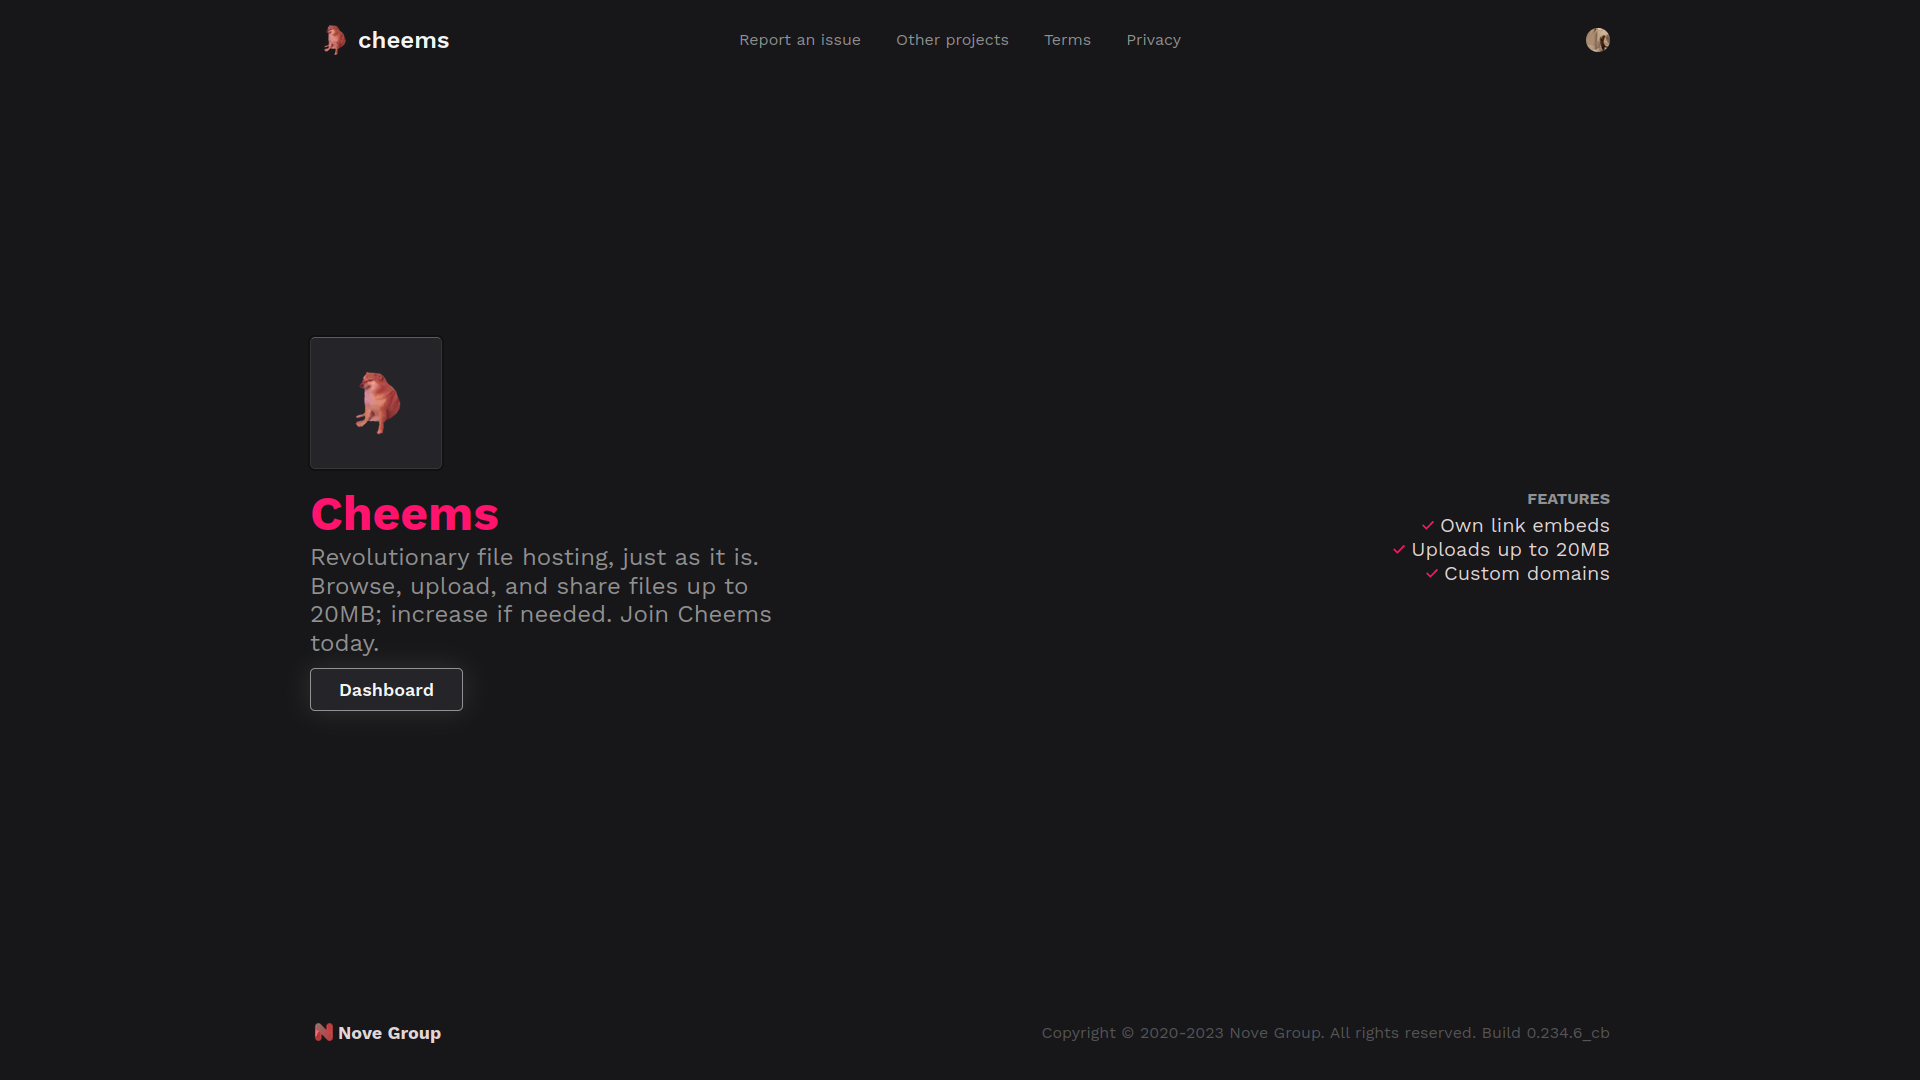 cheems
Report an issue
Other projects
Terms
Privacy
Cheems
Revolutionary file hosting, just as it is.
Browse, upload, and share files up to
20MB; increase if needed. Join Cheems
today.
Dashboard
FEATURES
Own link embeds
Uploads up to 20MB
Custom domains
Nove Group
Copyright © 2020-2023 Nove Group. All rights reserved. Build 0.234.6_cb